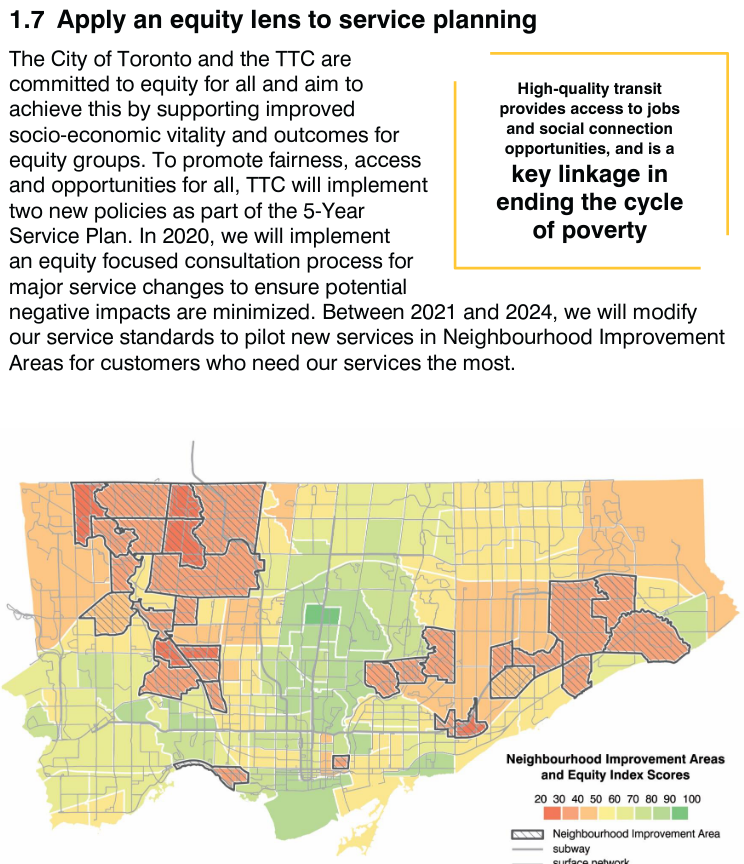 1.7 Apply an equity lens to service planning
The City of Toronto and the TTC are
committed to equity for all and aim to
achieve this by supporting improved
socio-economic vitality and outcomes for
equity groups. To promote fairness, access
and opportunities for all, TTC will implement
two new policies as part of the 5-Year
Service Plan. In 2020, we will implement
an equity focused consultation process for
major service changes to ensure potential
negative impacts are minimized. Between 2021 and 2024, we will modify
our service standards to pilot new services in Neighbourhood Improvement
Areas for customers who need our services the most.
High-quality transit
provides access to jobs
and social connection
opportunities, and is a
key linkage in
ending the cycle
of poverty
Neighbourhood Improvement Areas
and Equity Index Scores
20 30 40 50 60 70 80 90 100
Neighbourhood Improvement Area
subway
surface network